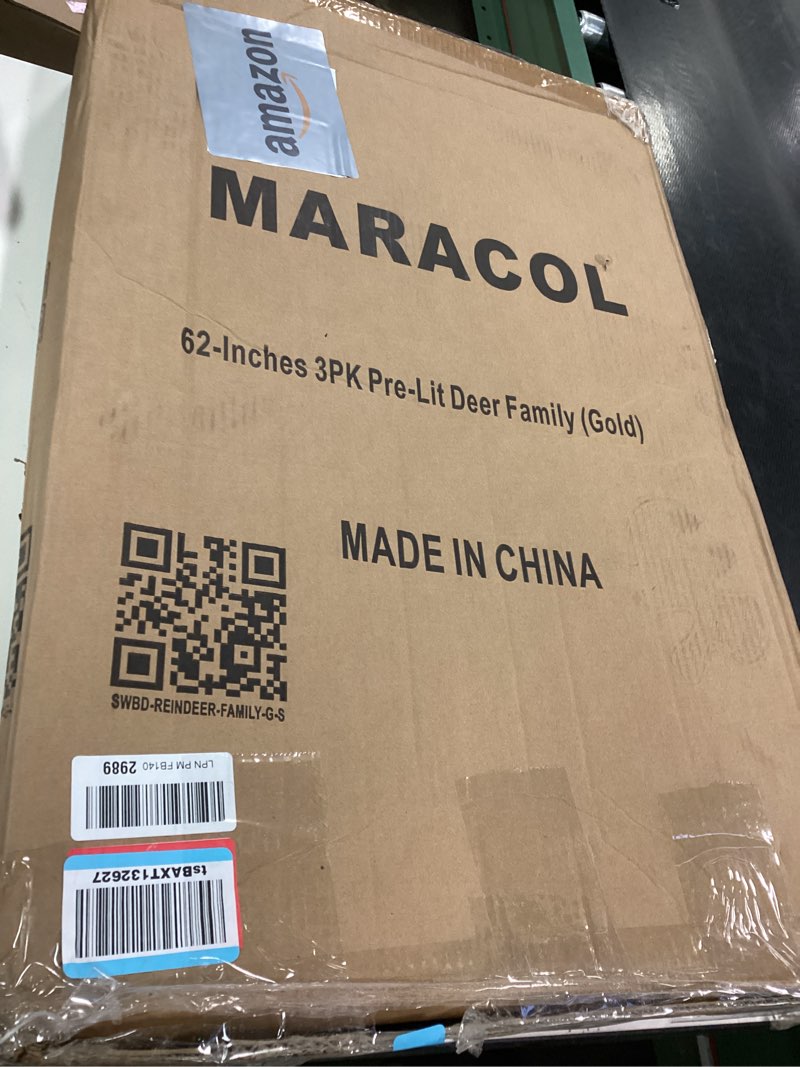 amazon
MARACOL
62-Inches 3PK Pre-Lit Deer Family (Gold)
MADE IN CHINA
SWBD-REINDEER-FAMILY-G-S
LPN PM FB140 2989
tsBAXT132627